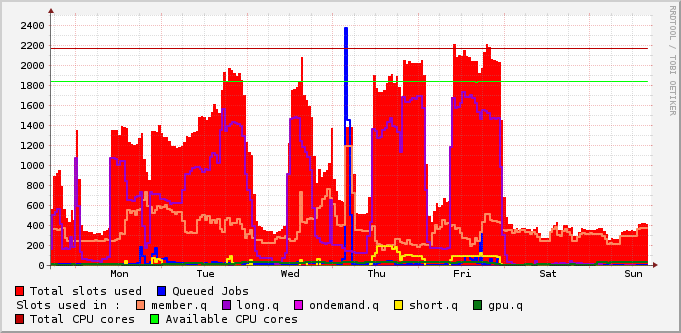 2400
2200
2000
1800
1600
1400
1200
1000
800
600
400
200
0
Mon Tue Wed Thu Fri Sat Sun
RRDTOOL / TOBI OETIKER
Total slots used Queued Jobs
Slots used in : member.q long.q ondemand.q short.q gpu.q
Total CPU cores Available CPU cores